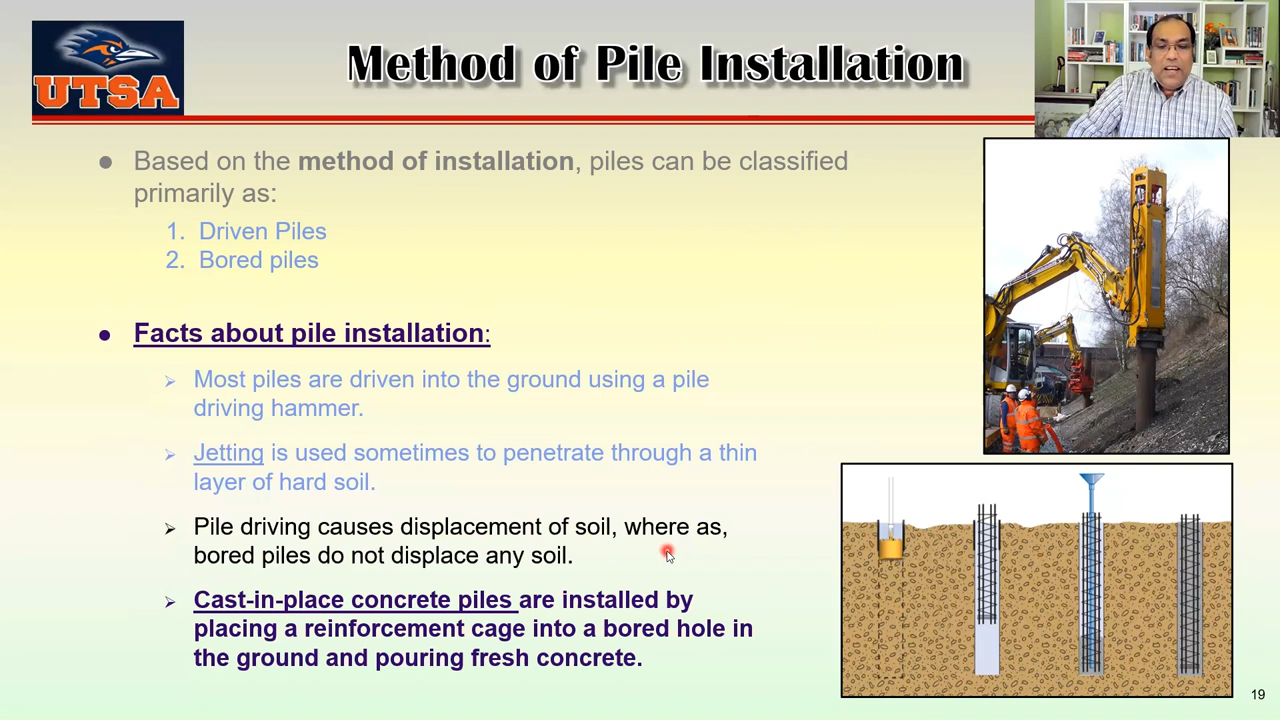 UTSA
Method of Pile Installation
● Based on the method of installation, piles can be classified
primarily as:
1. Driven Piles
2. Bored piles
● Facts about pile installation:
➢ Most piles are driven into the ground using a pile
driving hammer.
➢ Jetting is used sometimes to penetrate through a thin
layer of hard soil.
➢ Pile driving causes displacement of soil, where as,
bored piles do not displace any soil.
➢ Cast-in-place concrete piles are installed by
placing a reinforcement cage into a bored hole in
the ground and pouring fresh concrete.
19